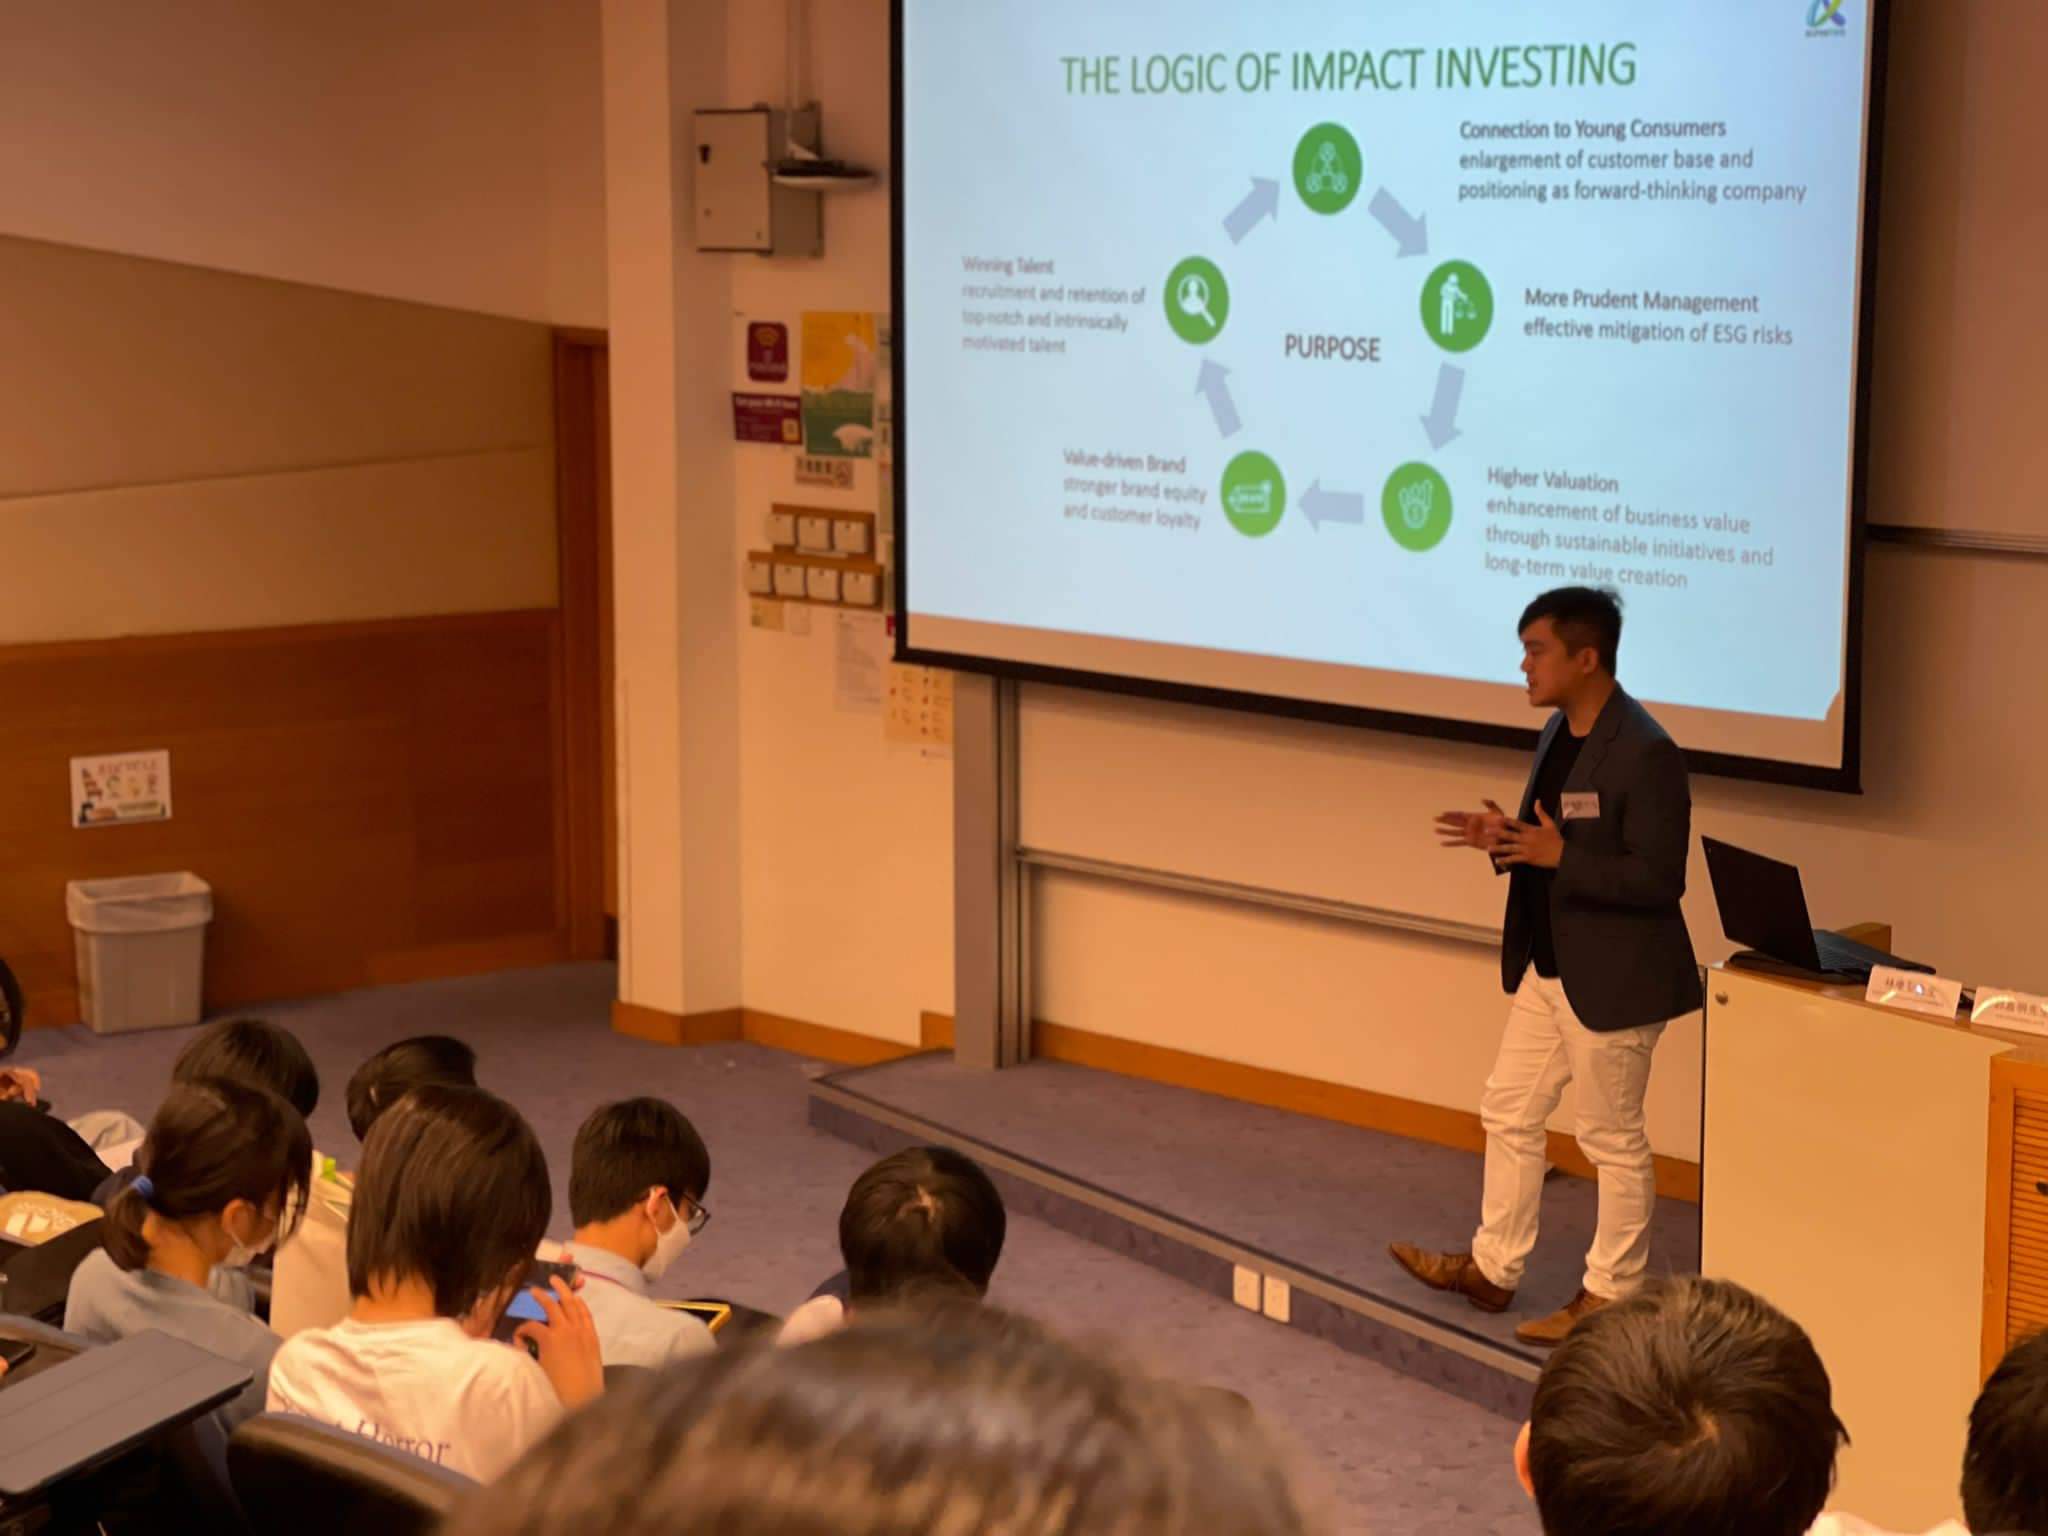 THE LOGIC OF IMPACT INVESTING
Connection to Young Consumers
enlargement of customer base and
positioning as forward-thinking company
More Prudent Management
effective mitigation of ESG risks
Higher Valuation
enhancement of business value
through sustainable initiatives and
long-term value creation
Value-driven Brand
stronger brand equity
and customer loyalty
Winning Talent
recruitment and retention of
top-notch and intrinsically
motivated talent
PURPOSE
RECYCLE